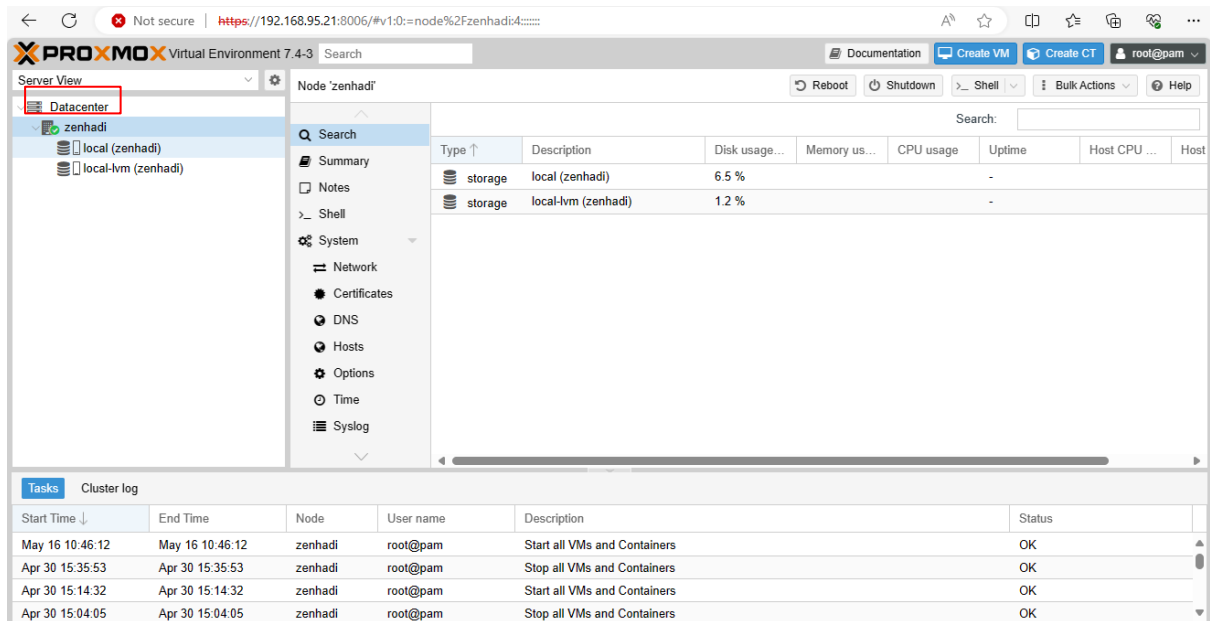 Not secure | https://192.168.95.21:8006/#v1:0:=node%2Fzenhadi:4:::::::
PROXMOX Virtual Environment 7.4-3 Search Documentation Create VM Create CT root@pam
Server View
Node 'zenhadi' Reboot Shutdown >_ Shell Bulk Actions Help
Datacenter
zenhadi
local (zenhadi)
local-lvm (zenhadi)
Search
Summary
Notes
>_ Shell
System
Network
Certificates
DNS
Hosts
Options
Time
Syslog
Search:
Type ↑ Description Disk usage... Memory us... CPU usage Uptime Host CPU ... Host
storage local (zenhadi) 6.5 % -
storage local-lvm (zenhadi) 1.2 % -
Tasks Cluster log
Start Time ↓ End Time Node User name Description Status
May 16 10:46:12 May 16 10:46:12 zenhadi root@pam Start all VMs and Containers OK
Apr 30 15:35:53 Apr 30 15:35:53 zenhadi root@pam Stop all VMs and Containers OK
Apr 30 15:14:32 Apr 30 15:14:32 zenhadi root@pam Start all VMs and Containers OK
Apr 30 15:04:05 Apr 30 15:04:05 zenhadi root@pam Stop all VMs and Containers OK